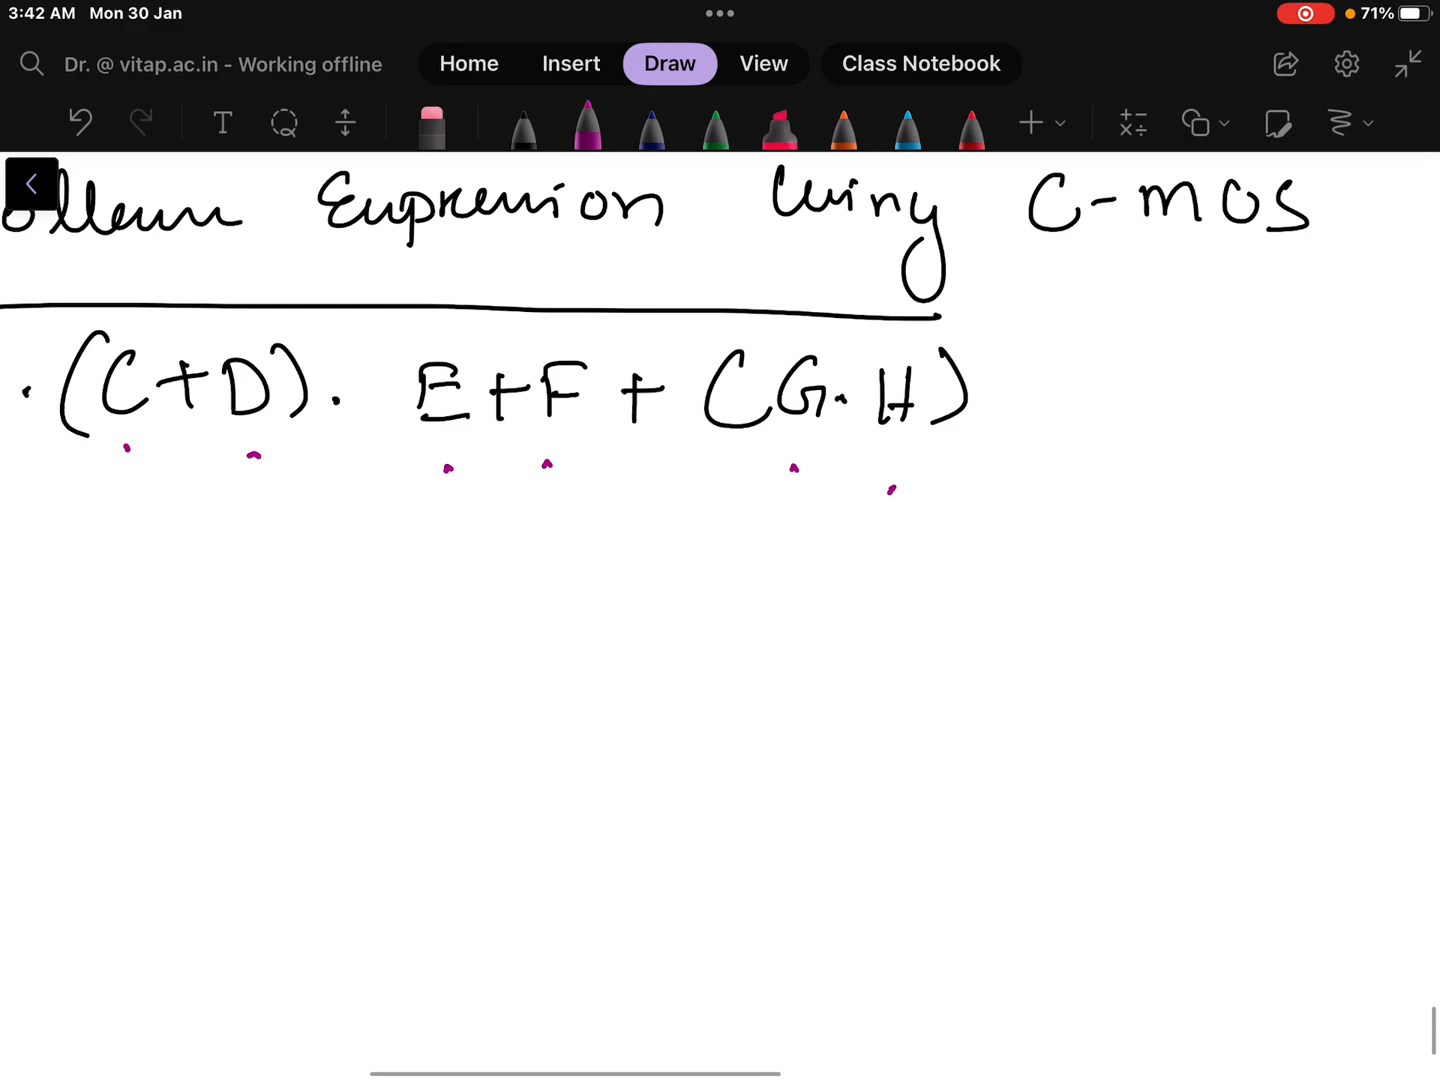 3:42 AM Mon 30 Jan
71%
Dr. @ vitap.ac.in - Working offline
Home Insert Draw View Class Notebook
Expression Using C-MOS
.(C+D). E+F+(G.H)